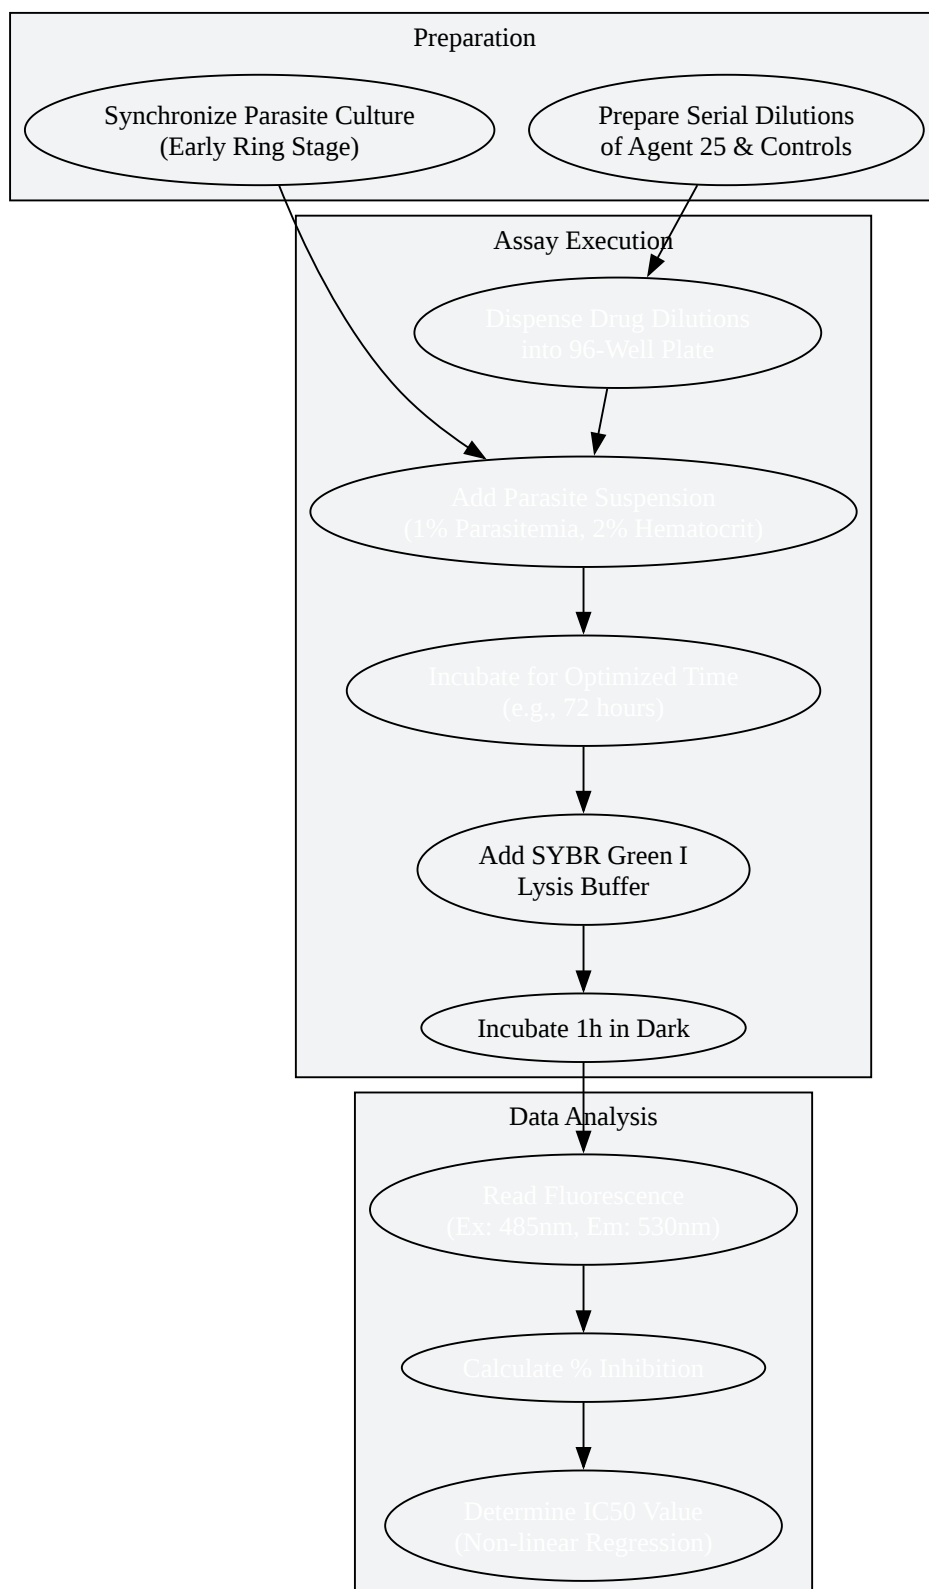 Preparation
Synchronize Parasite Culture
(Early Ring Stage)
Prepare Serial Dilutions
of Agent 25 & Controls
Assay Execution
Dispense Drug Dilutions
into 96-Well Plate
Add Parasite Suspension
(1% Parasitemia, 2% Hematocrit)
Incubate for Optimized Time
(e.g., 72 hours)
Add SYBR Green I
Lysis Buffer
Incubate 1h in Dark
Data Analysis
Read Fluorescence
(Ex: 485nm, Em: 530nm)
Calculate % Inhibition
Determine IC50 Value
(Non-linear Regression)